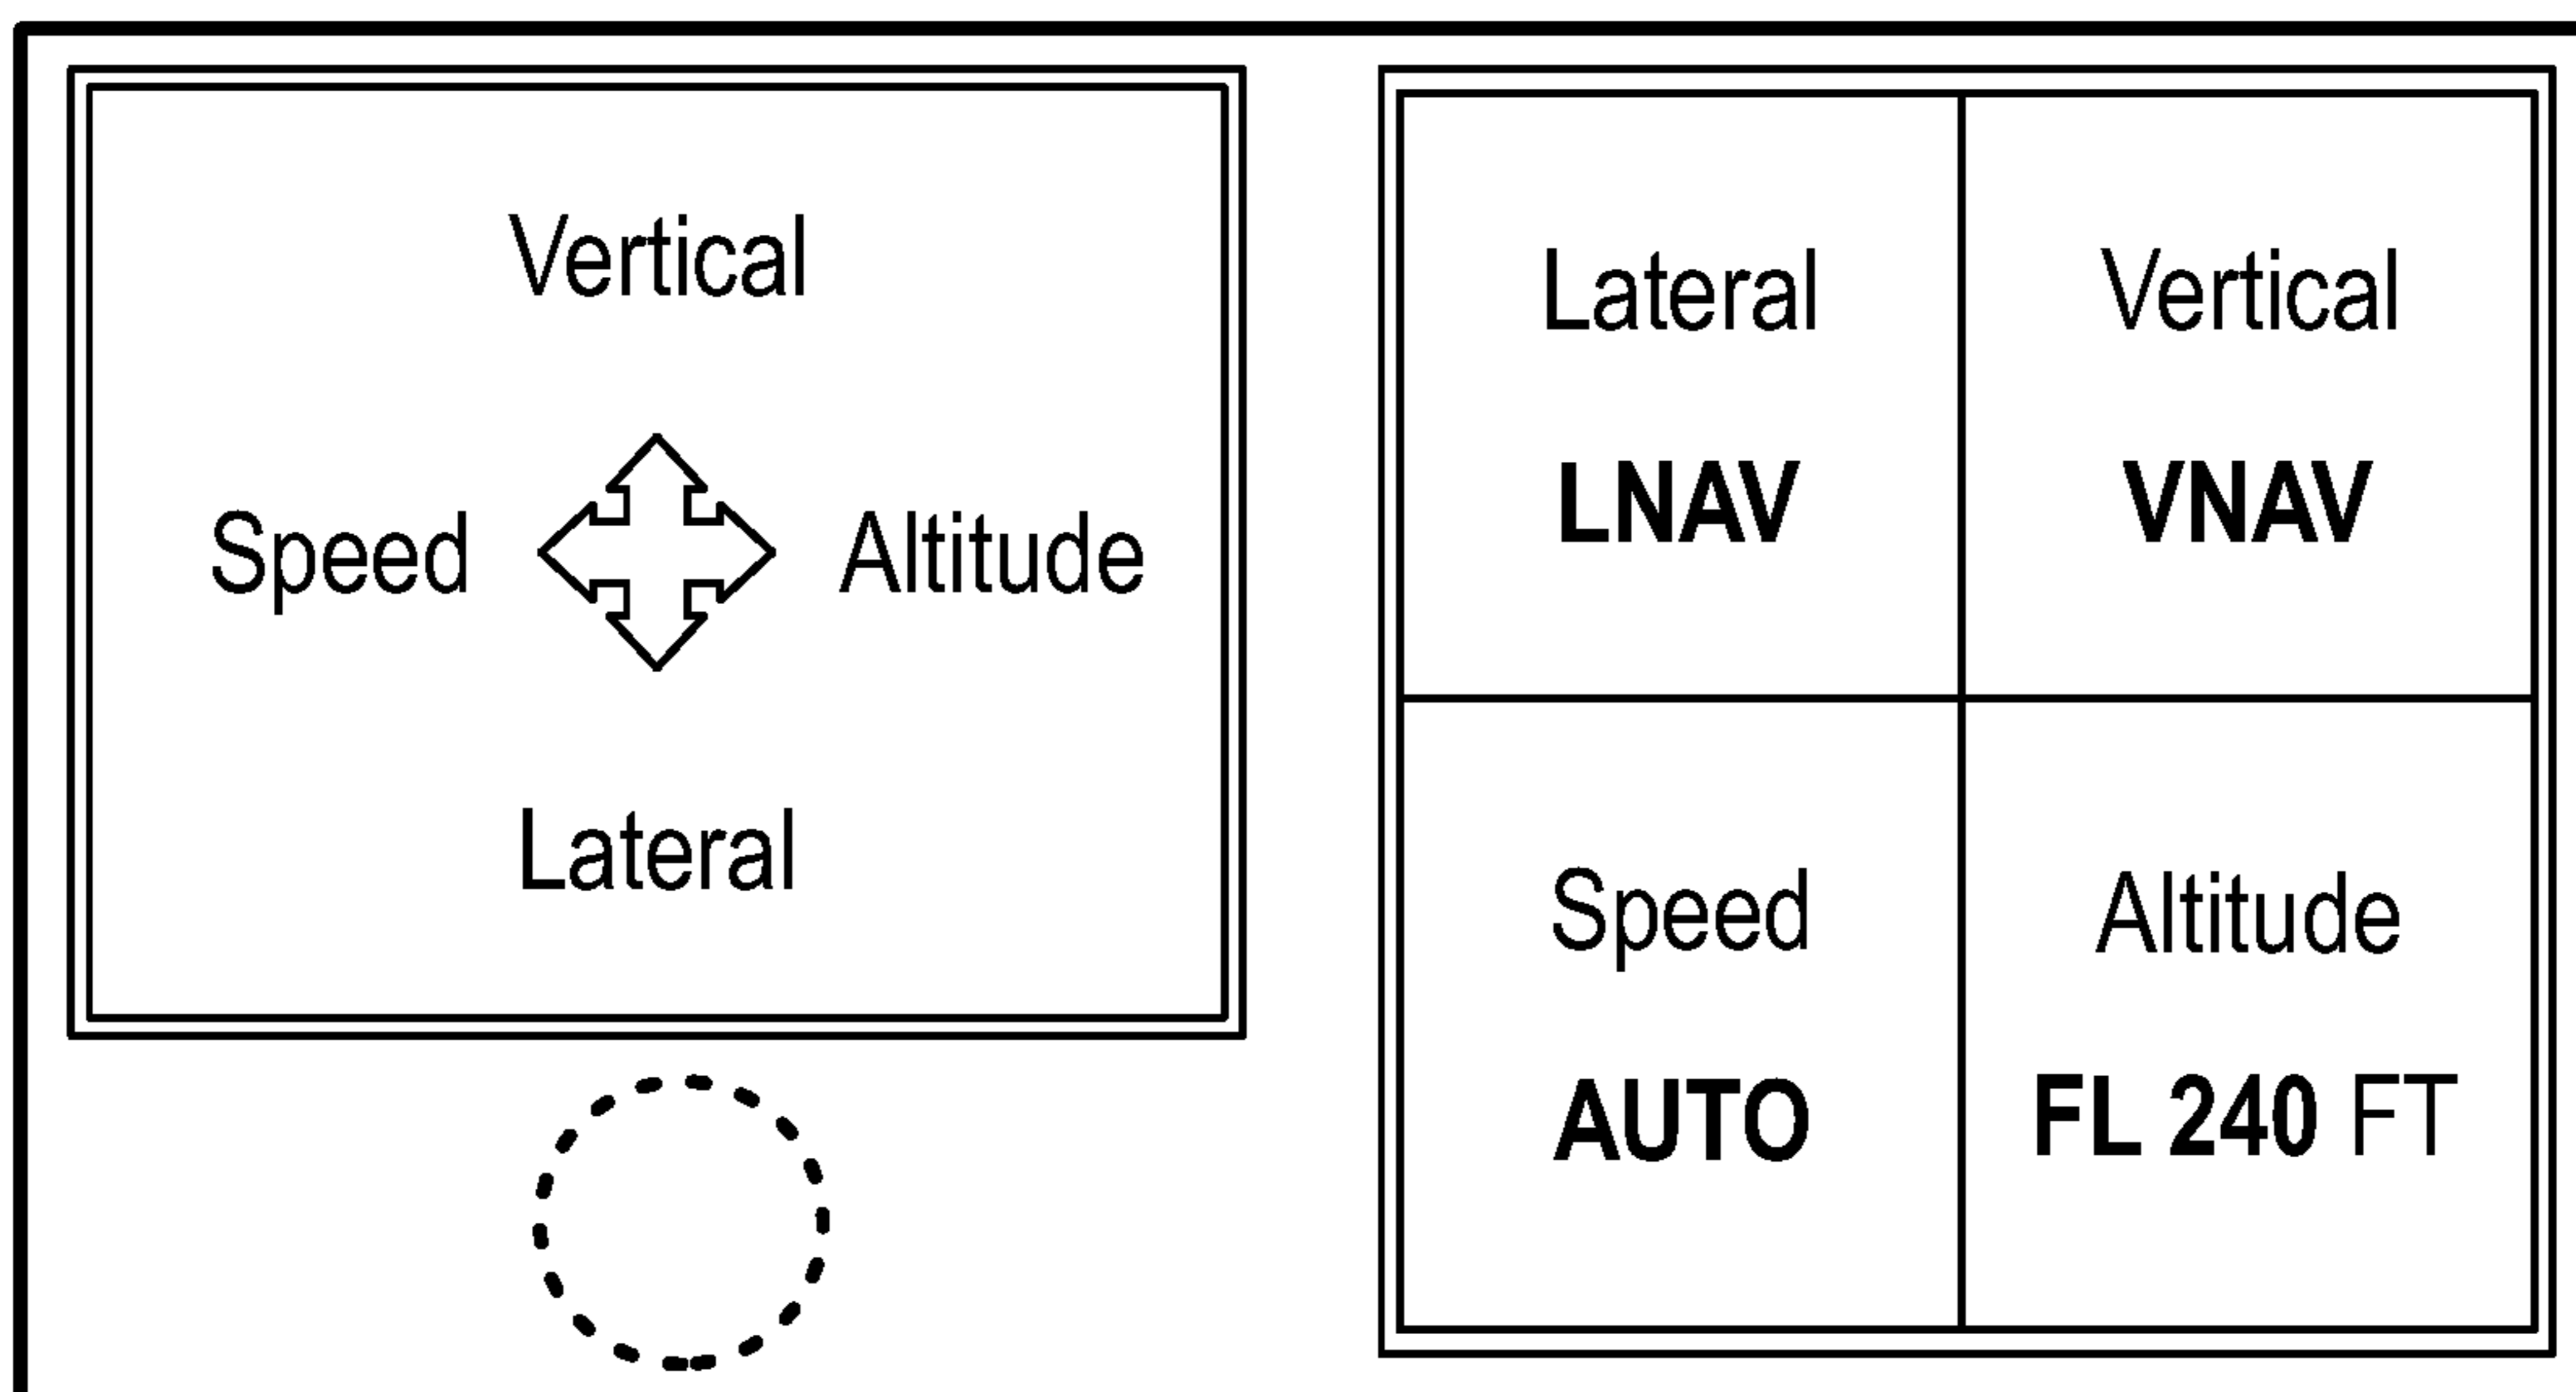 Vertical
Speed Altitude
Lateral
Lateral
LNAV
Vertical
VNAV
Speed
AUTO
Altitude
FL 240 FT